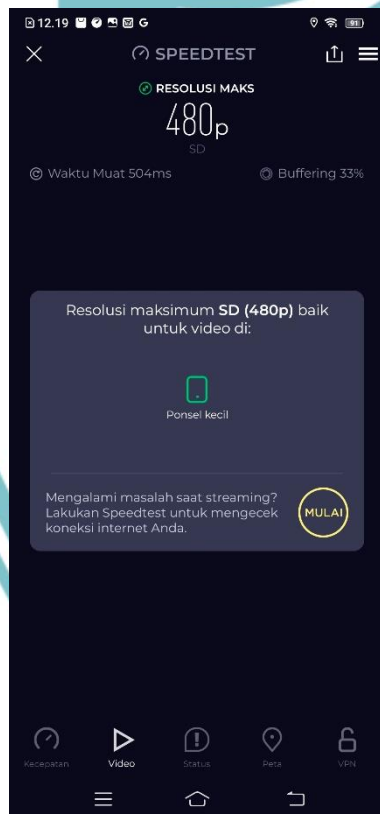 12.19 G 91
SPEEDTEST
RESOLUSI MAKS
480p
SD
Waktu Muat 504ms Buffering 33%
Resolusi maksimum SD (480p) baik
untuk video di:
Ponsel kecil
Mengalami masalah saat streaming?
Lakukan Speedtest untuk mengecek
koneksi internet Anda.
MULAI
Kecepatan Video Status Peta VPN